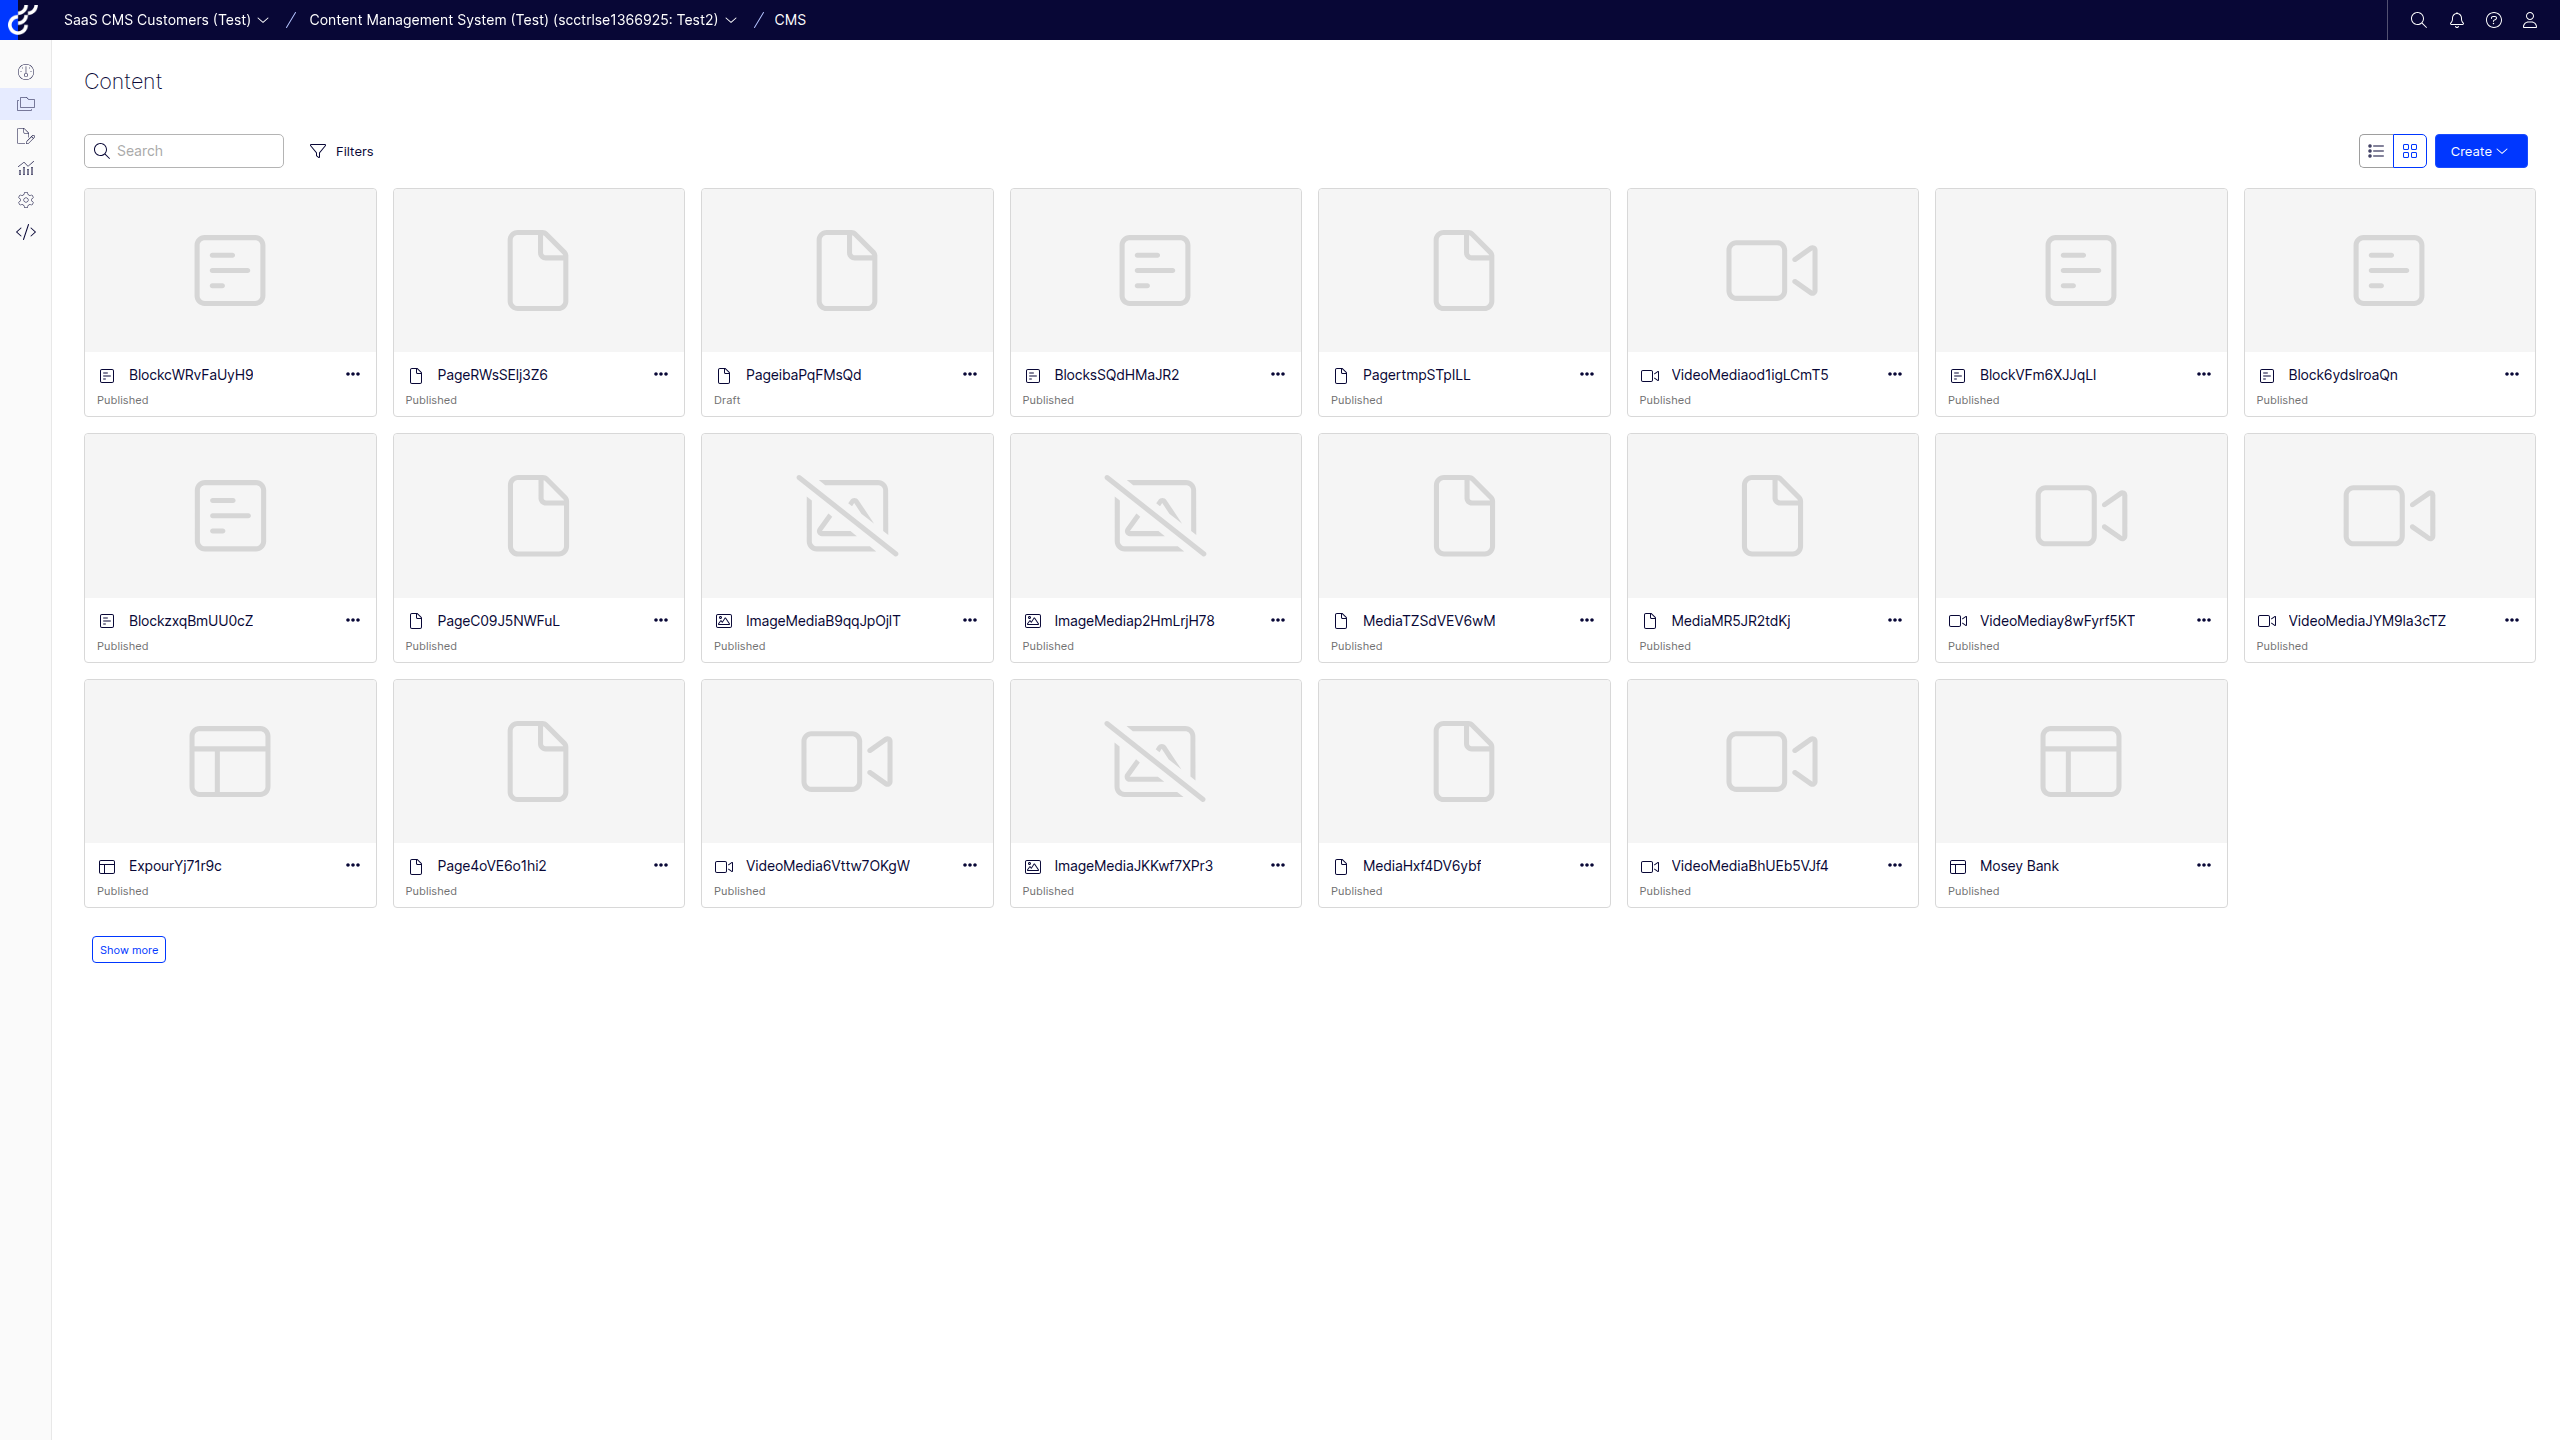 SaaS CMS Customers (Test) / Content Management System (Test) (scctrlse1366925: Test2) / CMS
Content
Search Filters Create
BlockcWRvFaUyH9 PageRWsSElj3Z6 PageibaPqFMsQd BlocksSQdHMaJR2 PagertmpSTpILL VideoMediaod1igLCmT5 BlockVFm6XJJqLl Block6ydsIroaQn
Published Published Draft Published Published Published Published Published
BlockzxqBmUU0cZ PageC09J5NWFuL ImageMediaB9qqJpOjlT ImageMediap2HmLrjH78 MediaTZSdVEV6wM MediaMR5JR2tdKj VideoMediay8wFyrf5KT VideoMediaJYM9la3cTZ
Published Published Published Published Published Published Published Published
ExpourYj71r9c Page4oVE6o1hi2 VideoMedia6Vttw7OKgW ImageMediaJKKwf7XPr3 MediaHxf4DV6ybf VideoMediaBhUEb5VJf4 Mosey Bank
Published Published Published Published Published Published Published
Show more